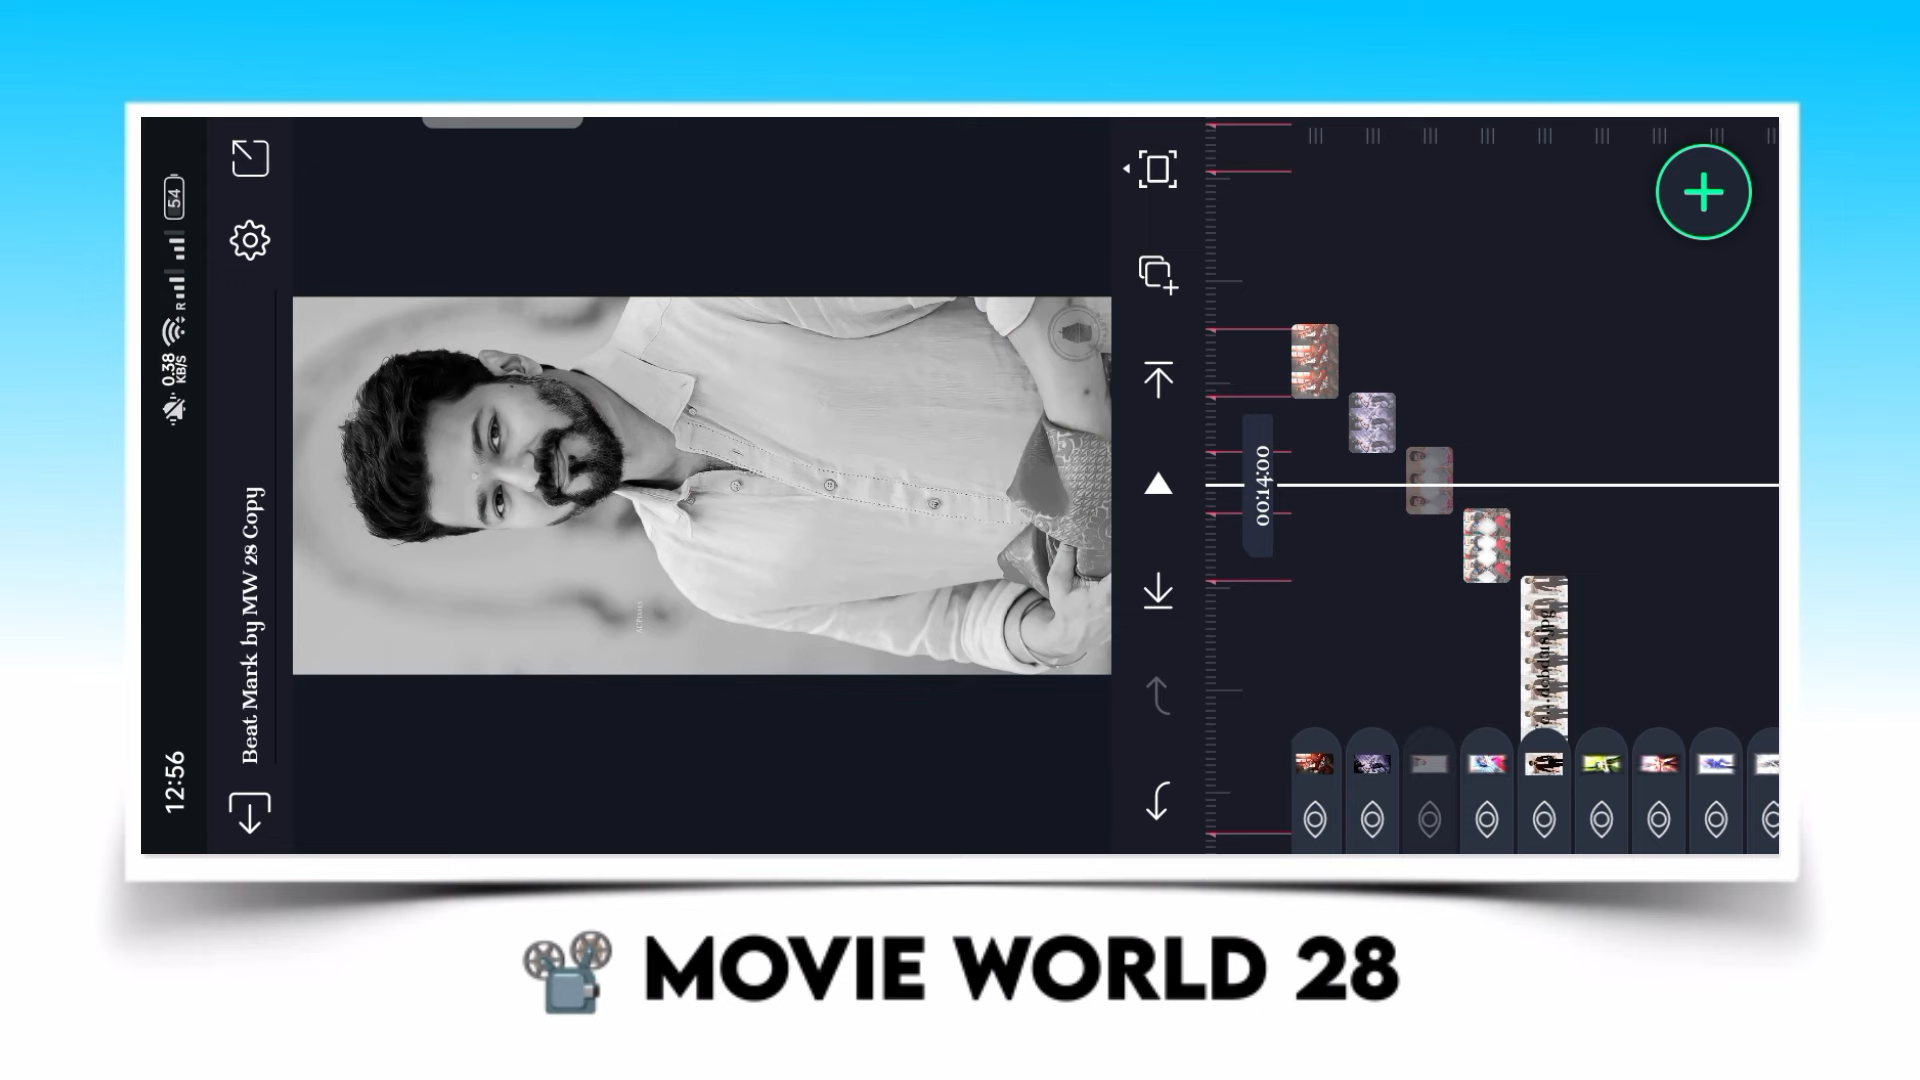 12:56
0.38
KB/S
R
54
Beat Mark by MW 28 Copy
00:14:00
MOVIE WORLD 28